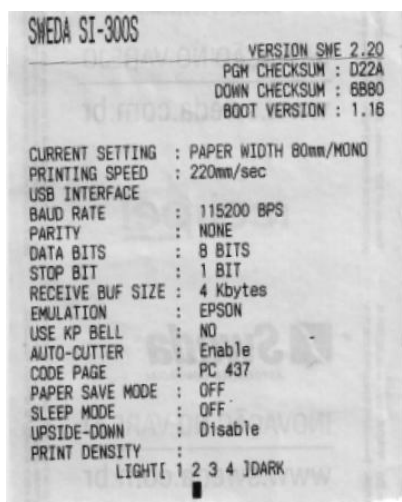 SWEDA SI-300S
VERSION SWE 2.20
PGM CHECKSUM : D22A
DOWN CHECKSUM : 6B80
BOOT VERSION : 1.16
CURRENT SETTING : PAPER WIDTH 80mm/MONO
PRINTING SPEED : 220mm/sec
USB INTERFACE
BAUD RATE : 115200 BPS
PARITY : NONE
DATA BITS : 8 BITS
STOP BIT : 1 BIT
RECEIVE BUF SIZE : 4 Kbytes
EMULATION : EPSON
USE KP BELL : NO
AUTO-CUTTER : Enable
CODE PAGE : PC 437
PAPER SAVE MODE : OFF
SLEEP MODE : OFF
UPSIDE-DOWN : Disable
PRINT DENSITY :
LIGHT[ 1 2 3 4 ]DARK